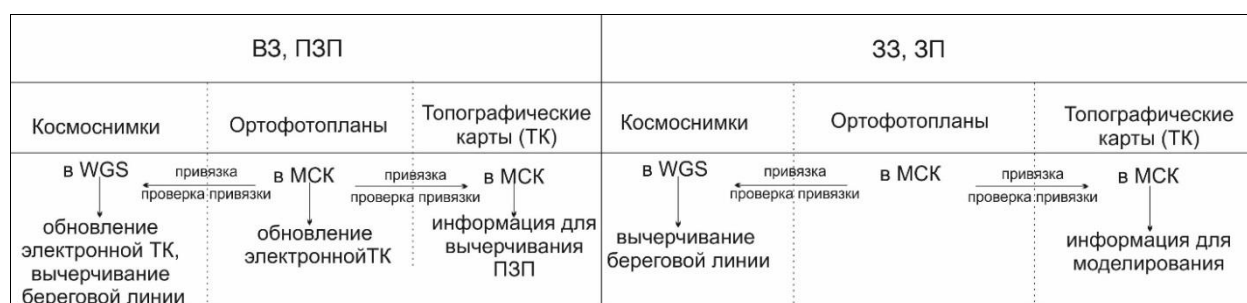 ВЗ, ПЗП
ЗЗ, ЗП
Космоснимки
Ортофотопланы
Топографические
карты (ТК)
Космоснимки
Ортофотопланы
Топографические
карты (ТК)
в WGS
привязка
проверка привязки
в МСК
привязка
проверка привязки
в МСК
в WGS
привязка
проверка привязки
в МСК
привязка
проверка привязки
в МСК
обновление
электронной ТК,
вычерчивание
береговой линии
обновление
электроннойТК
информация для
вычерчивания
ПЗП
вычерчивание
береговой линии
информация для
моделирования